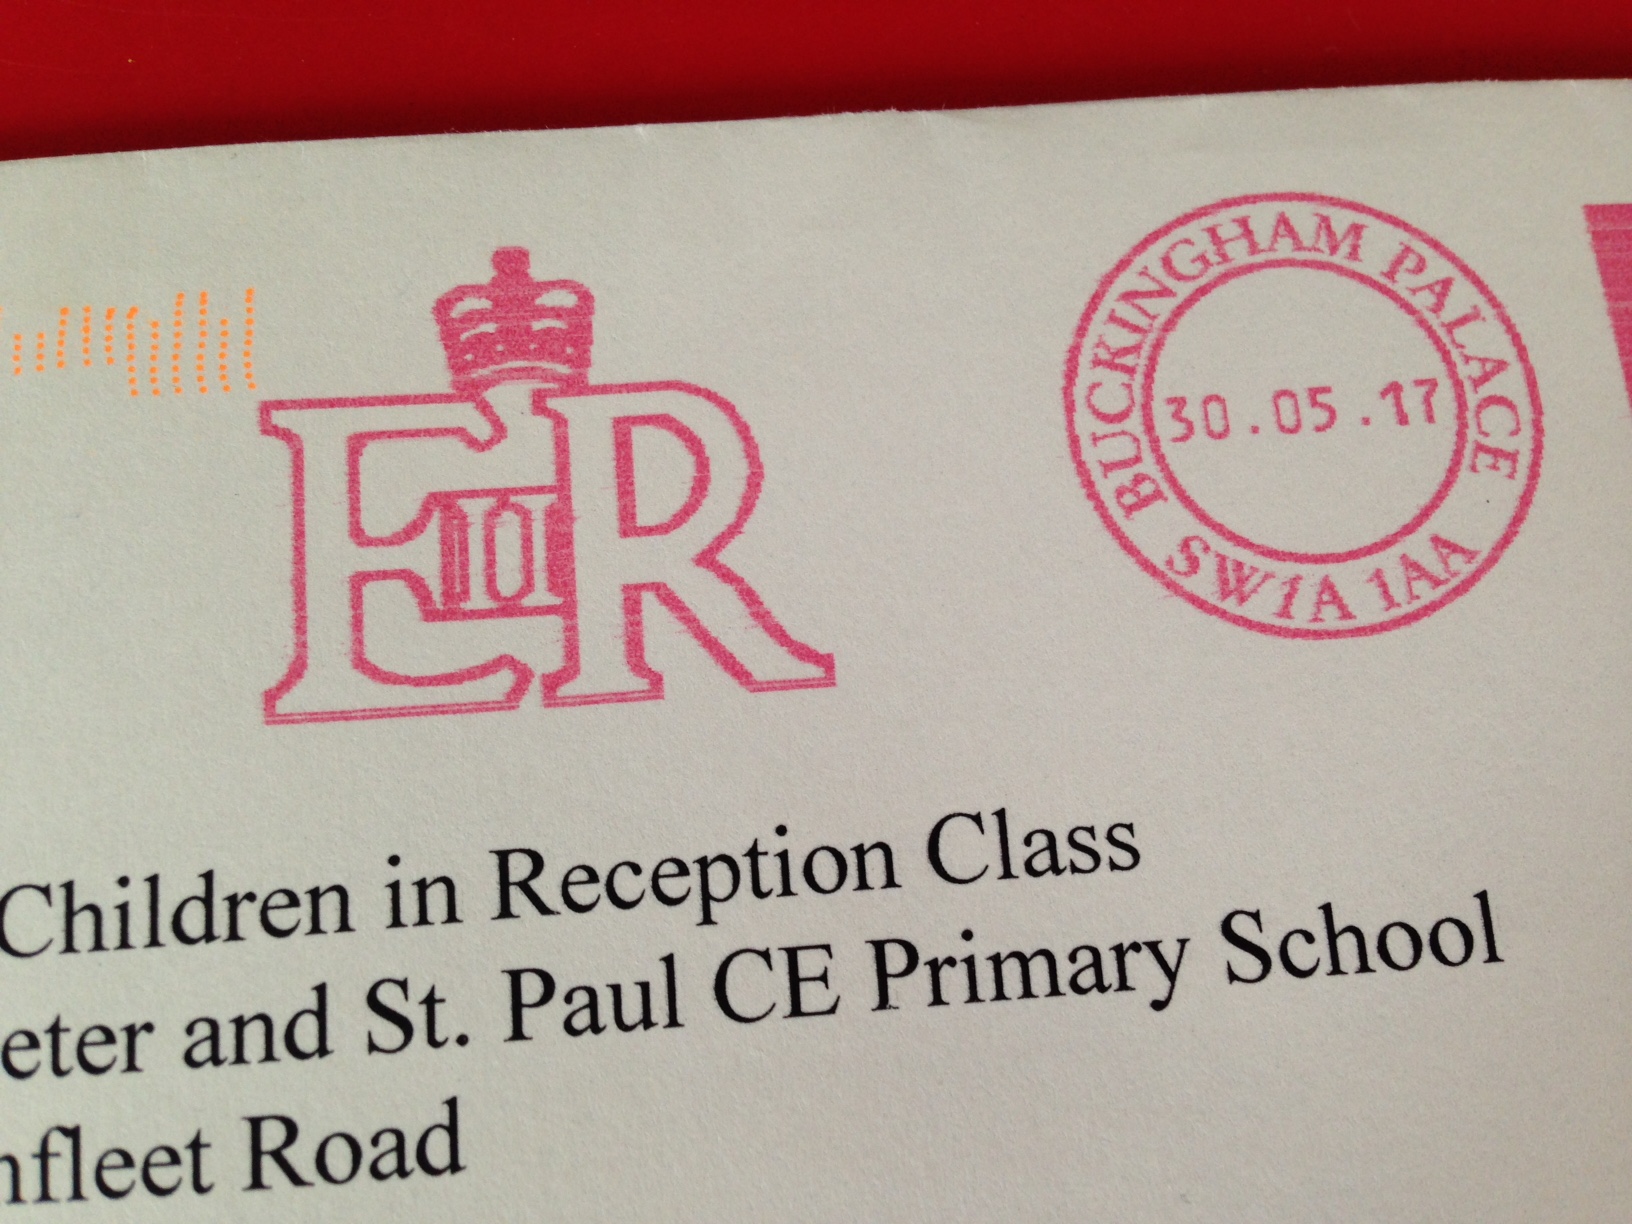 EIIR
BUCKINGHAM PALACE
30.05.17
SW1A 1AA
Children in Reception Class
eter and St. Paul CE Primary School
nfleet Road